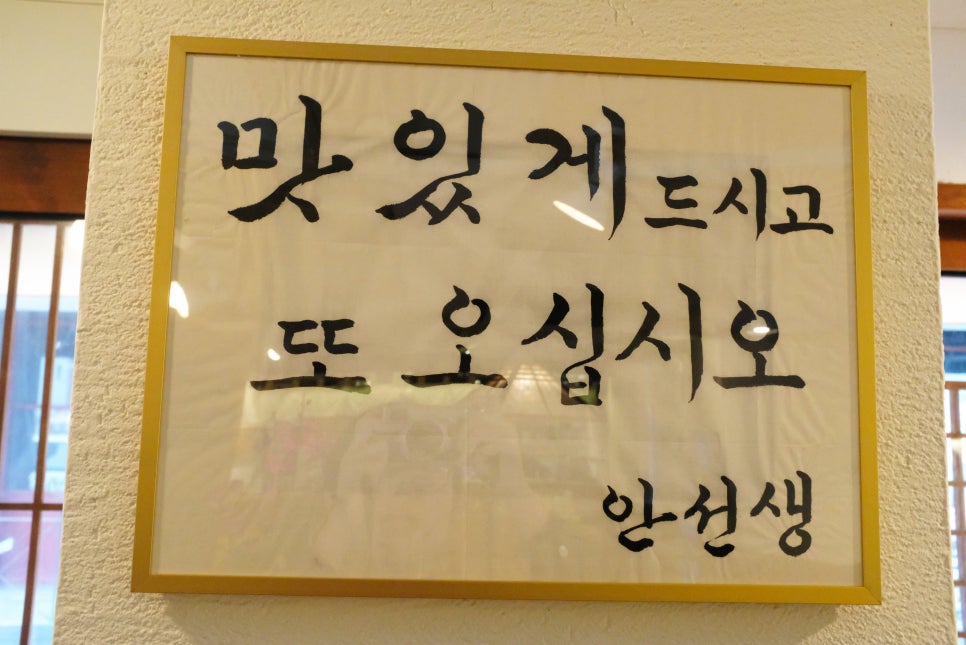 맛있게 드시고
또 오십시오
안선생